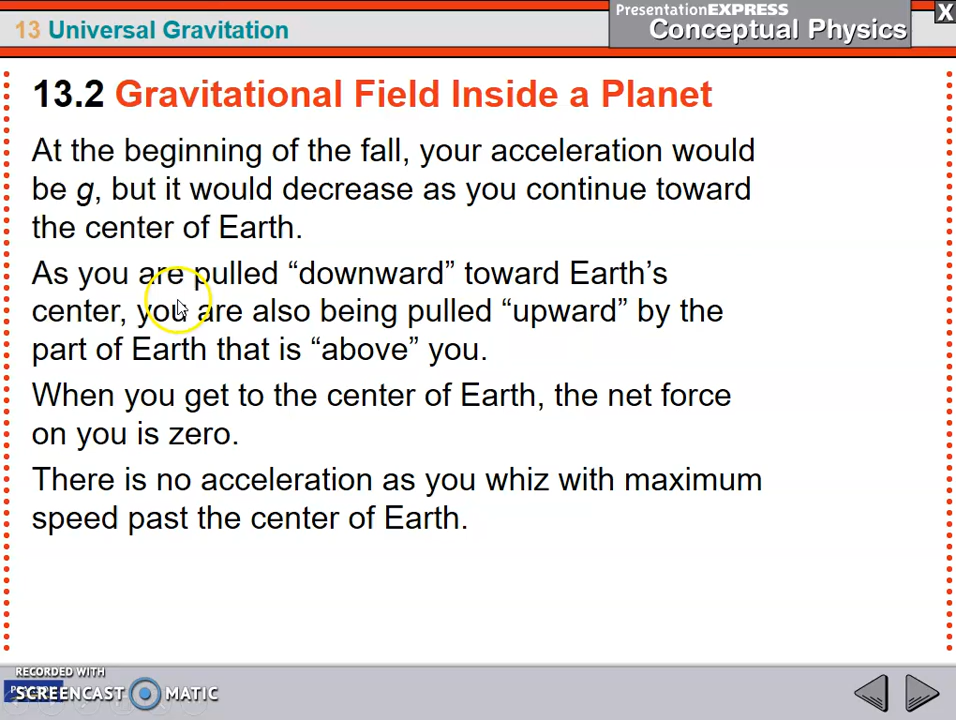 PresentationEXPRESS
13 Universal Gravitation
Conceptual Physics
X
13.2 Gravitational Field Inside a Planet
At the beginning of the fall, your acceleration would
be g, but it would decrease as you continue toward
the center of Earth.
As you are pulled “downward” toward Earth’s
center, you are also being pulled “upward” by the
part of Earth that is “above” you.
When you get to the center of Earth, the net force
on you is zero.
There is no acceleration as you whiz with maximum
speed past the center of Earth.
RECORDED WITH
SCREENCAST MATIC